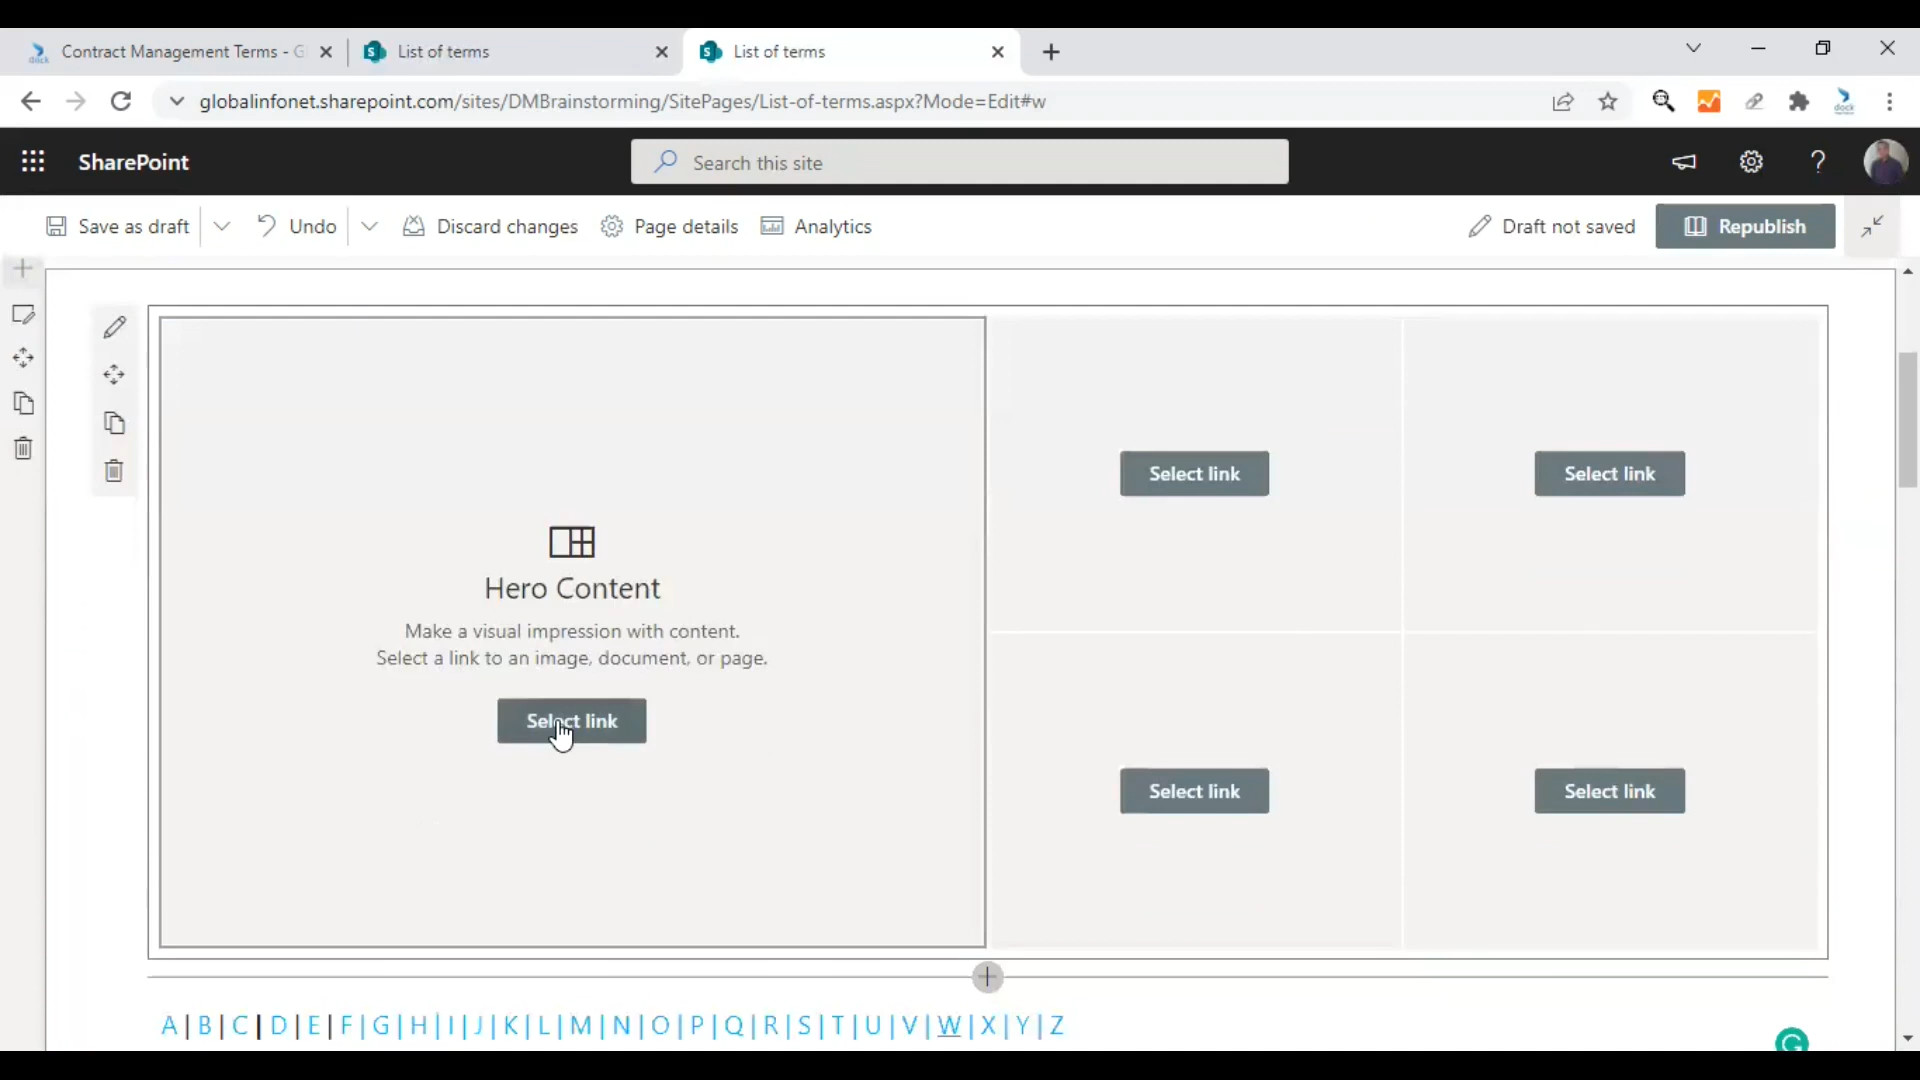 Contract Management Terms - G
List of terms
List of terms
globalinfonet.sharepoint.com/sites/DMBrainstorming/SitePages/List-of-terms.aspx?Mode=Edit#w
dock
SharePoint
Search this site
Save as draft
Undo
Discard changes
Page details
Analytics
Draft not saved
Republish
Select link
Select link
Hero Content
Make a visual impression with content.
Select a link to an image, document, or page.
Select link
Select link
Select link
A|B|C|D|E|F|G|H|I|J|K|L|M|N|O|P|Q|R|S|T|U|V|W|X|Y|Z